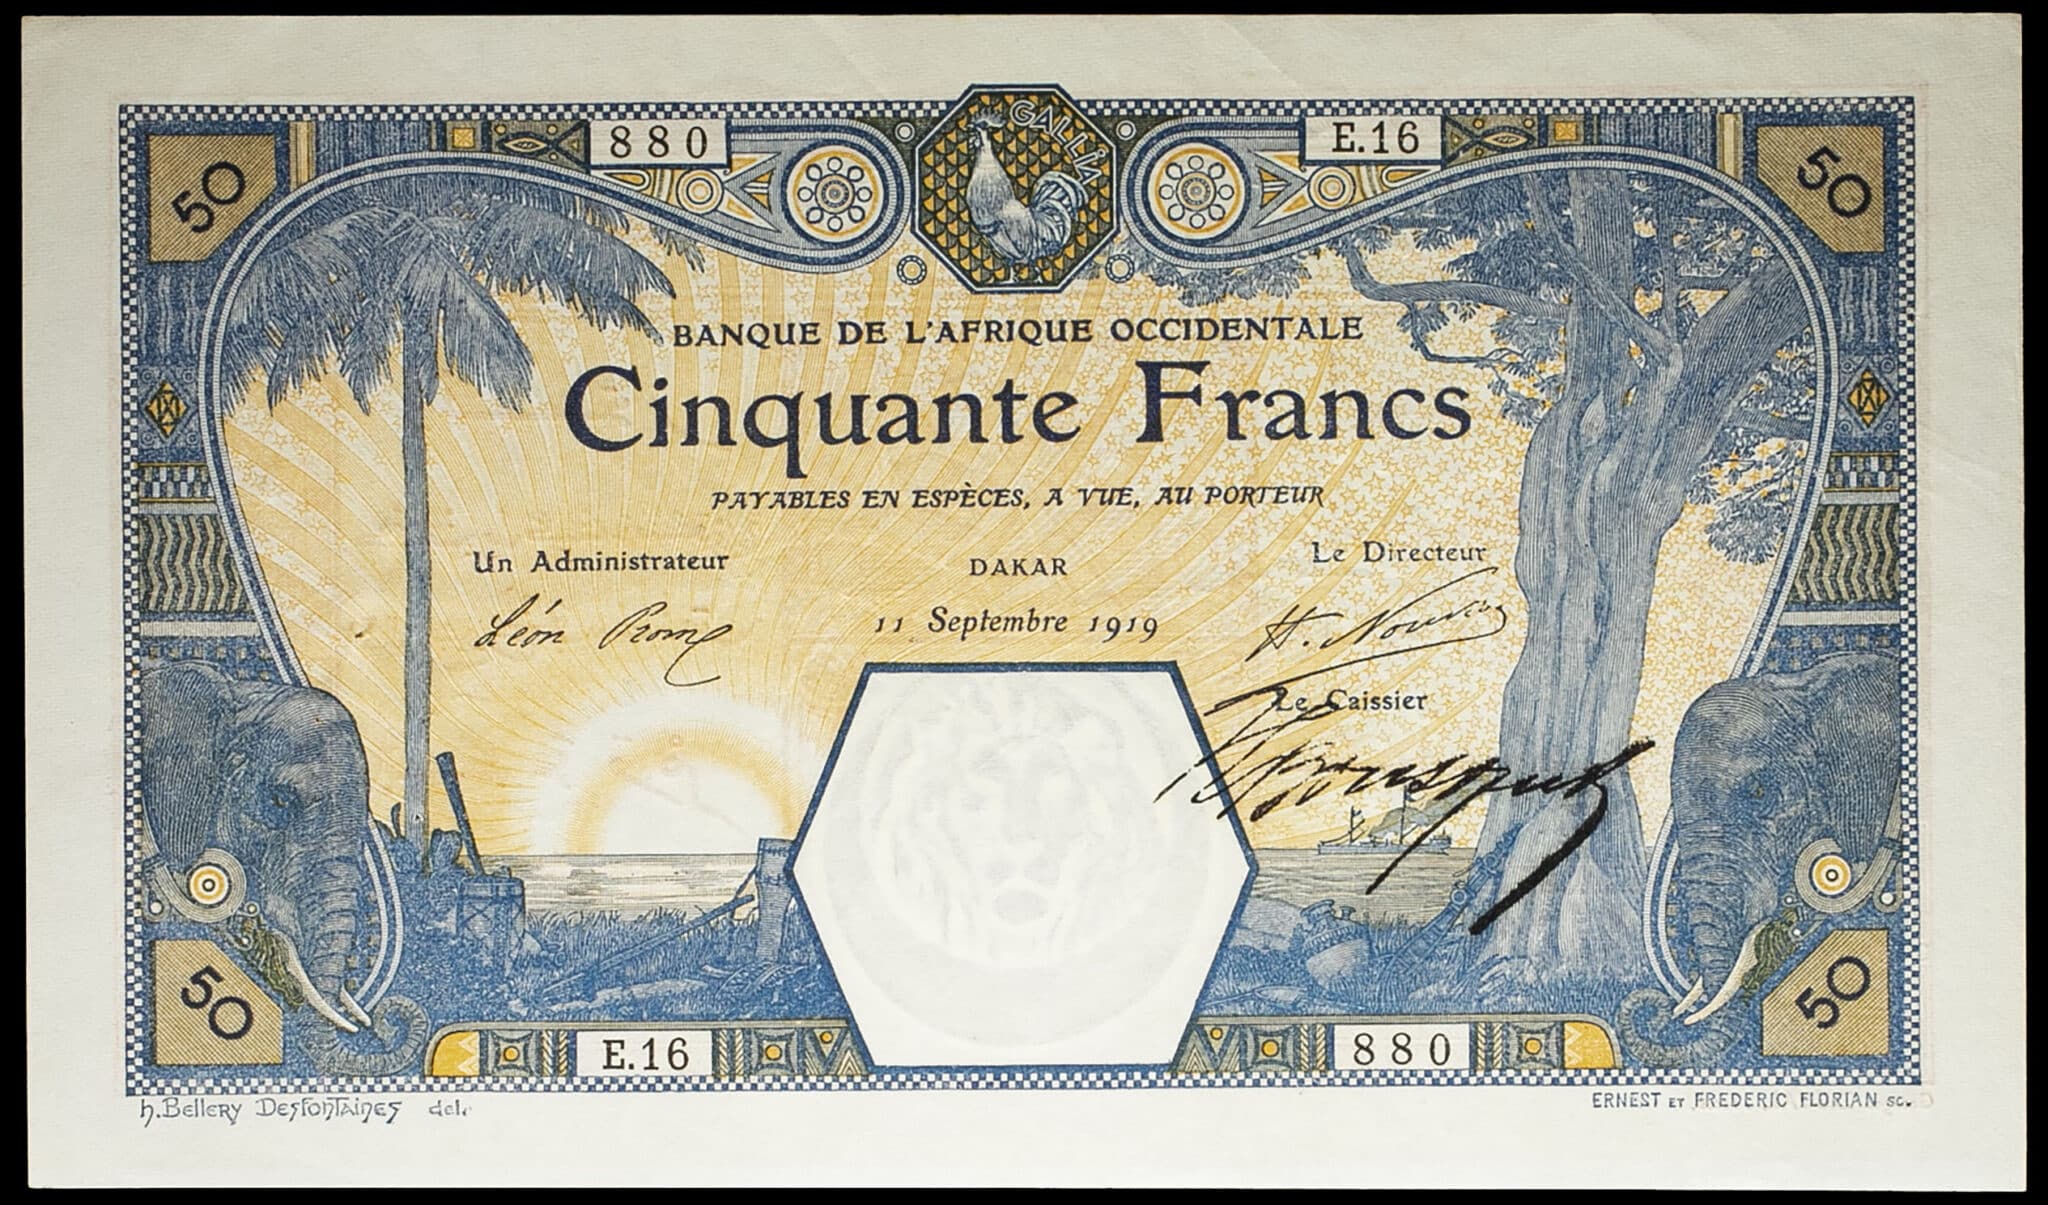 880
GALLIA
E.16
50
50
BANQUE DE L'AFRIQUE OCCIDENTALE
Cinquante Francs
PAYABLES EN ESPÈCES, A VUE, AU PORTEUR
Un Administrateur
DAKAR
Le Directeur
Léon
11 Septembre 1919
H.
Le Caissier
50
50
E.16
880
h. Bellery Desfontaines del.
ERNEST ET FREDERIC FLORIAN SC.